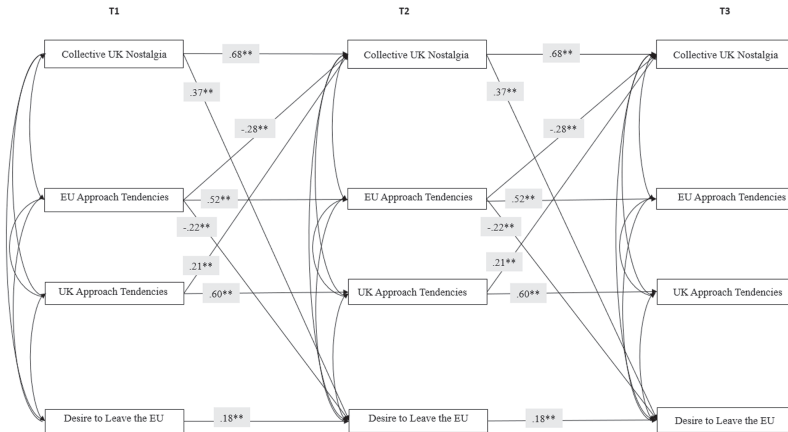 T1 T2 T3
Collective UK Nostalgia .68** Collective UK Nostalgia .68** Collective UK Nostalgia
.37** .37**
-.28** -.28**
EU Approach Tendencies .52** EU Approach Tendencies .52** EU Approach Tendencies
-.22** -.22**
.21** .21**
UK Approach Tendencies .60** UK Approach Tendencies .60** UK Approach Tendencies
Desire to Leave the EU .18** Desire to Leave the EU .18** Desire to Leave the EU